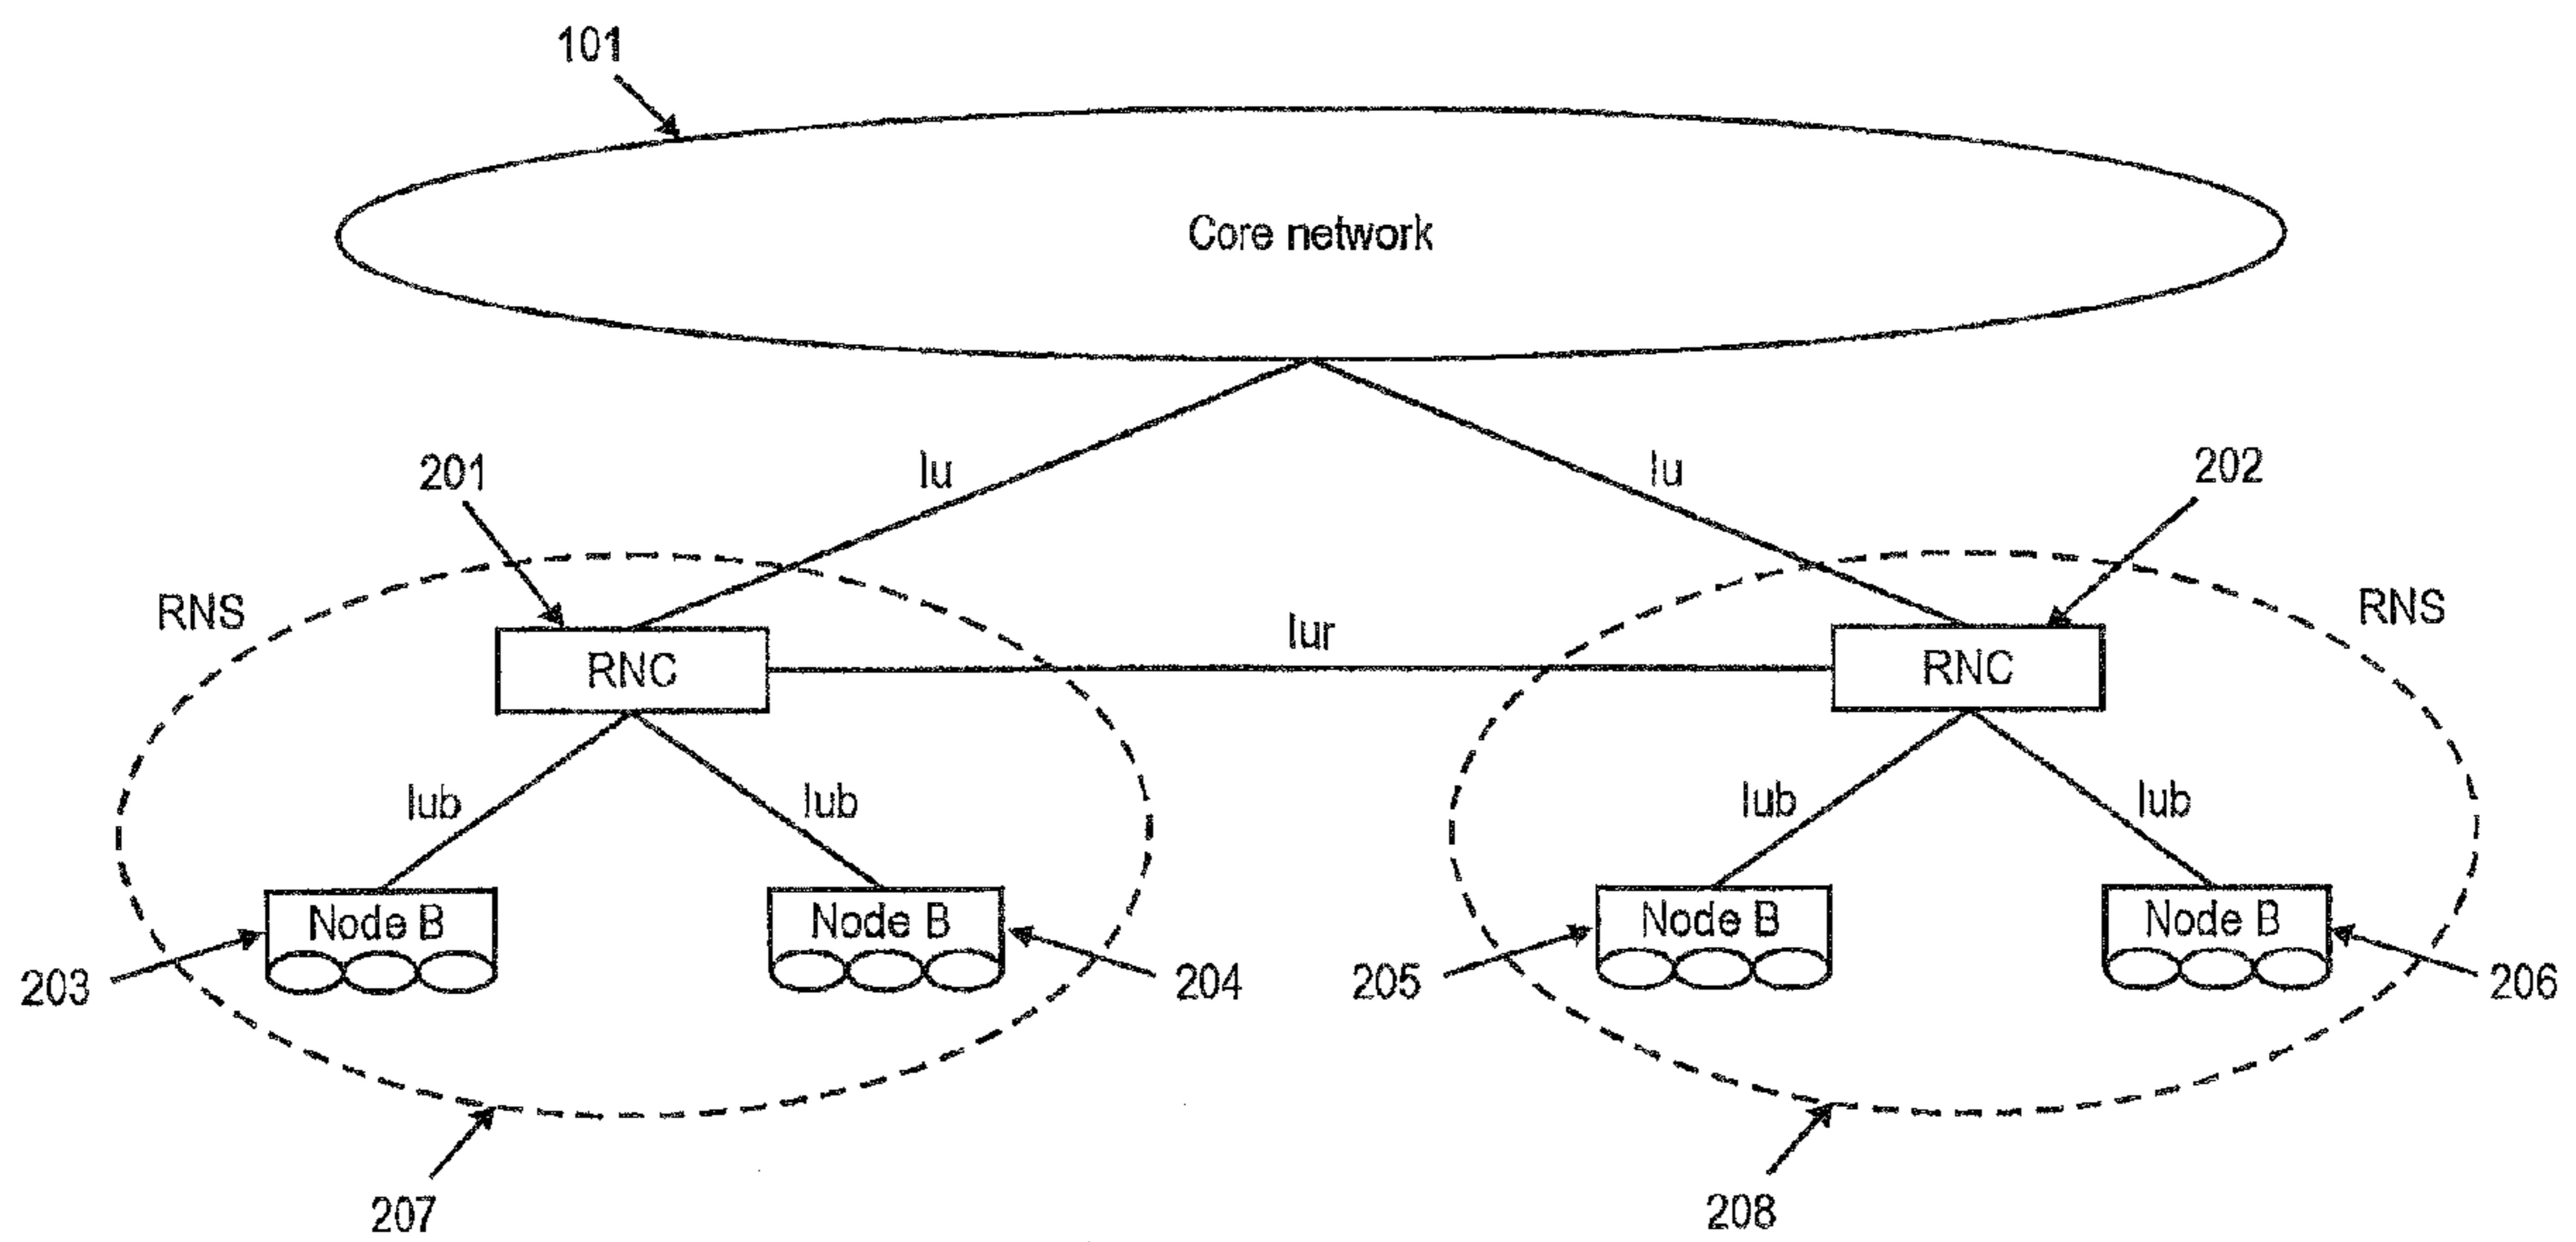 101
Core network
201
Iu
Iu
202
RNS
RNC
Iur
RNC
RNS
Iub
Iub
Iub
Iub
Node B
Node B
Node B
Node B
203
204
205
206
207
208